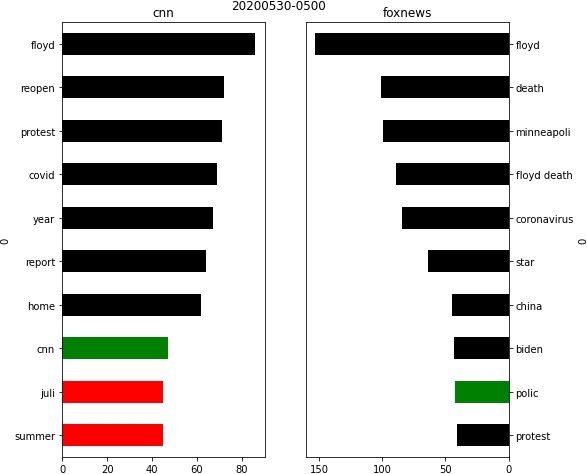 20200530-0500
cnn
foxnews
floyd
reopen
protest
covid
year
report
home
cnn
juli
summer
0
0 20 40 60 80
floyd
death
minneapoli
floyd death
coronavirus
star
china
biden
polic
protest
0
150 100 50 0